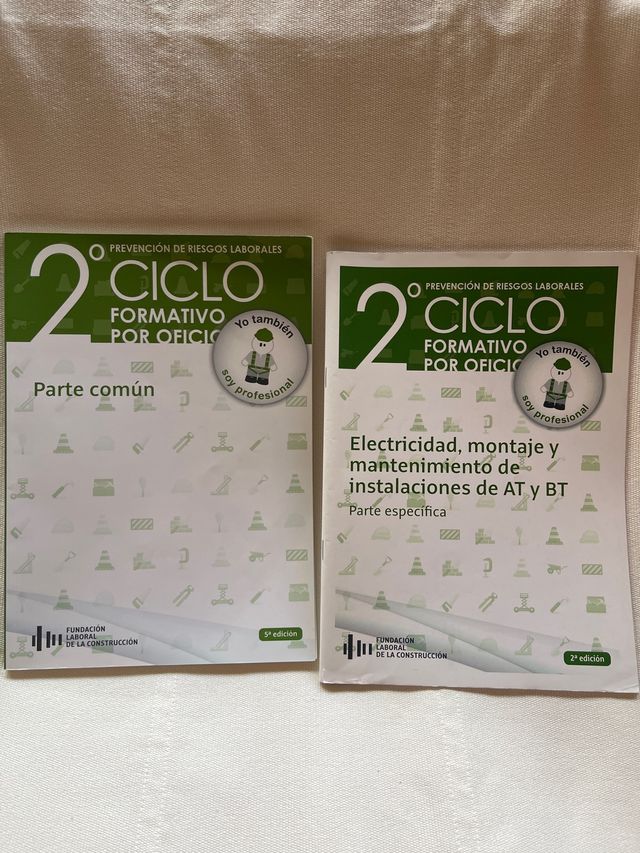 PREVENCIÓN DE RIESGOS LABORALES
2º CICLO
FORMATIVO
POR OFICIO
Yo también
soy profesional
Parte común
FUNDACIÓN
LABORAL
DE LA CONSTRUCCIÓN
5ª edición
PREVENCIÓN DE RIESGOS LABORALES
2º CICLO
FORMATIVO
POR OFICIO
Yo también
soy profesional
Electricidad, montaje y
mantenimiento de
instalaciones de AT y BT
Parte específica
FUNDACIÓN
LABORAL
DE LA CONSTRUCCIÓN
2ª edición